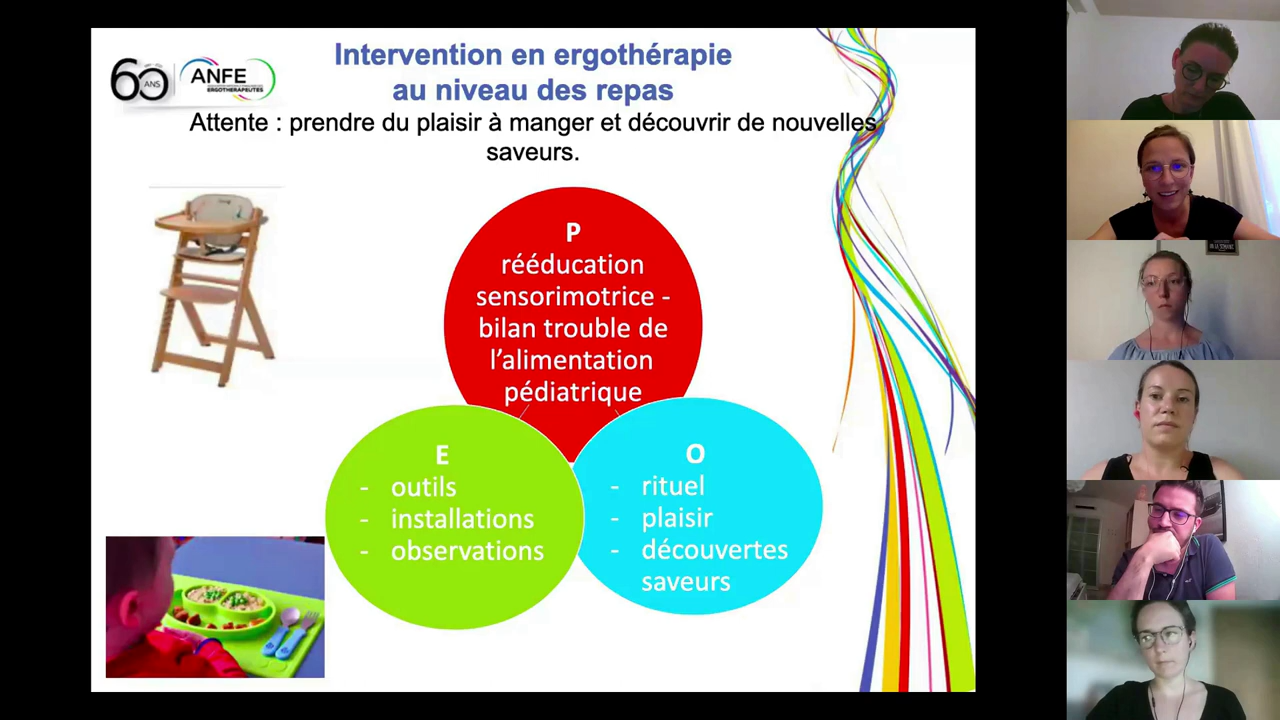 60
ANS
ANFE
ERGOTHERAPEUTES
Intervention en ergothérapie
au niveau des repas
Attente : prendre du plaisir à manger et découvrir de nouvelles
saveurs.
P
rééducation
sensorimotrice -
bilan trouble de
l’alimentation
pédiatrique
E
- outils
- installations
- observations
O
- rituel
- plaisir
- découvertes
saveurs